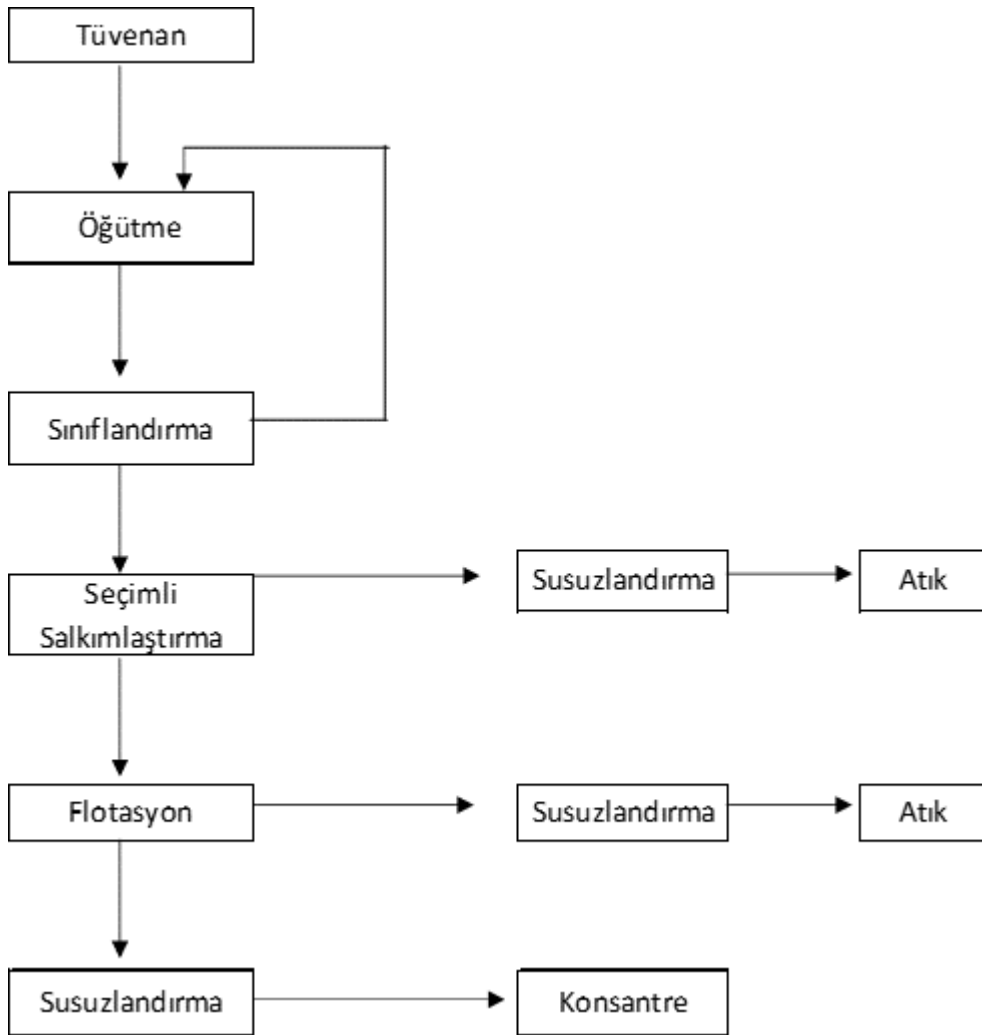 Tüvenan
Öğütme
Sınıflandırma
Seçimli
Salkımlaştırma
Susuzlandırma
Atık
Flotasyon
Susuzlandırma
Atık
Susuzlandırma
Konsantre